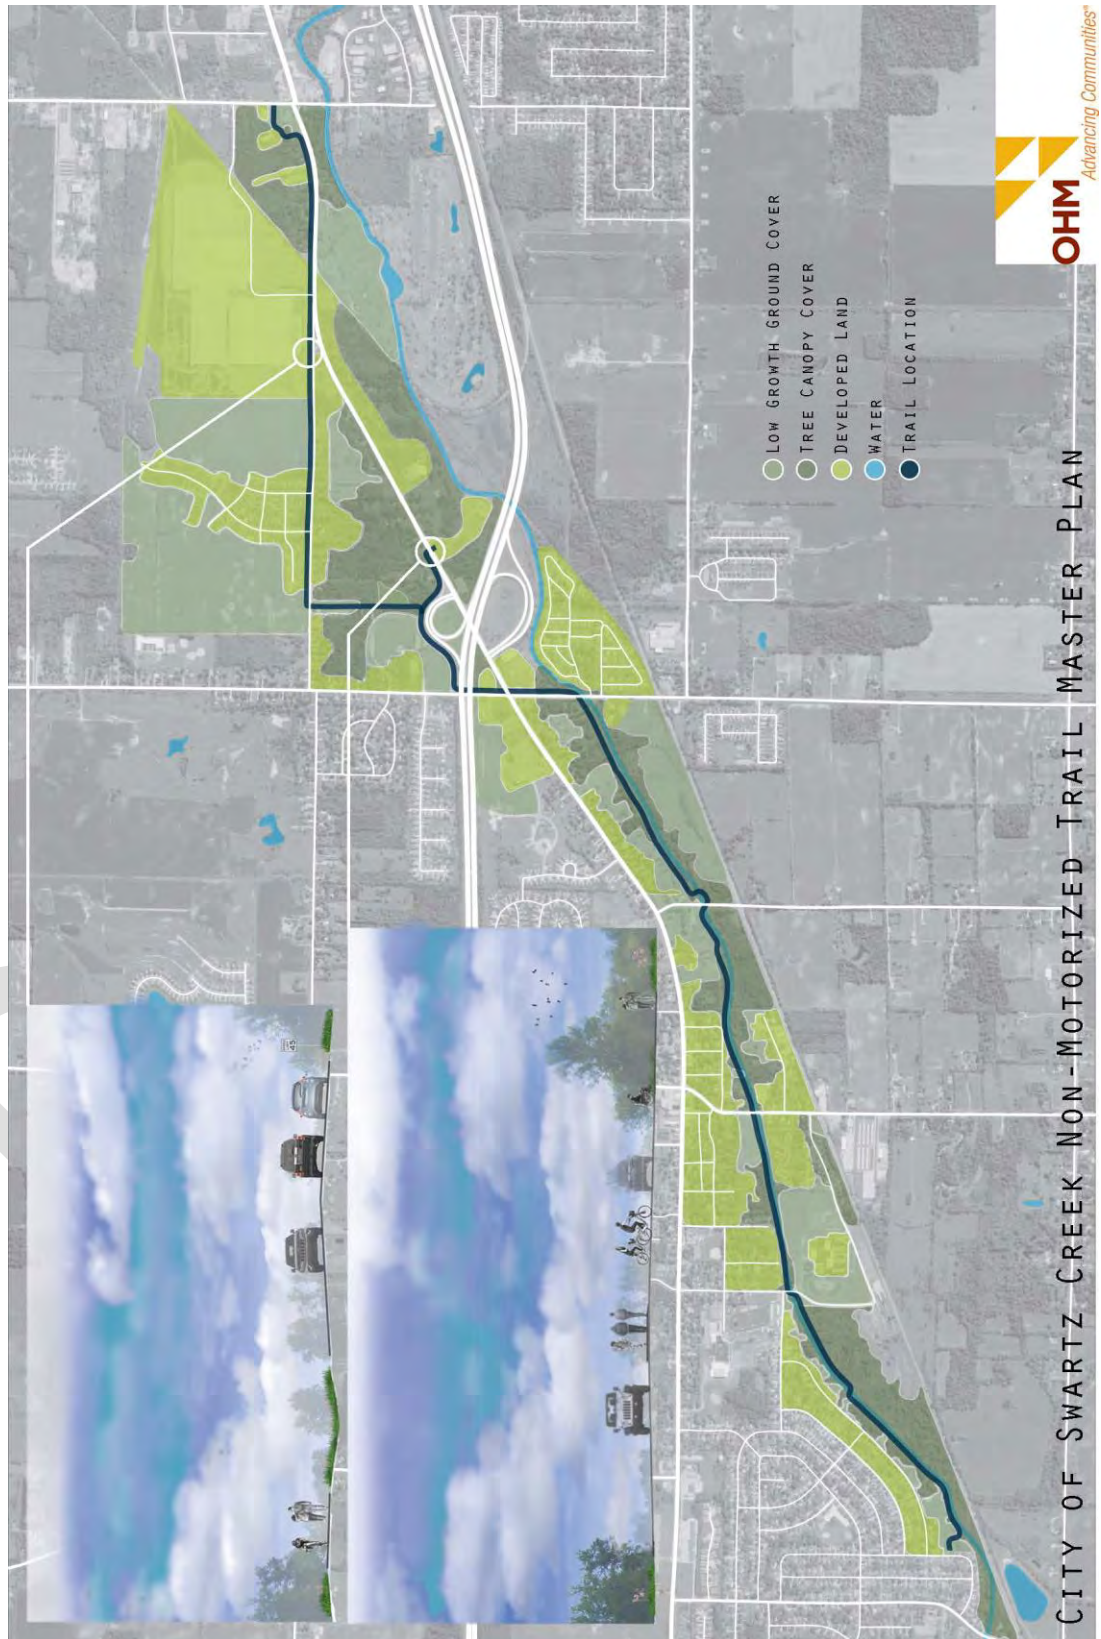 LOW GROWTH GROUND COVER
TREE CANOPY COVER
DEVELOPED LAND
WATER
TRAIL LOCATION
CITY OF SWARTZ CREEK NON-MOTORIZED TRAIL MASTER PLAN
OHM
Advancing Communities®